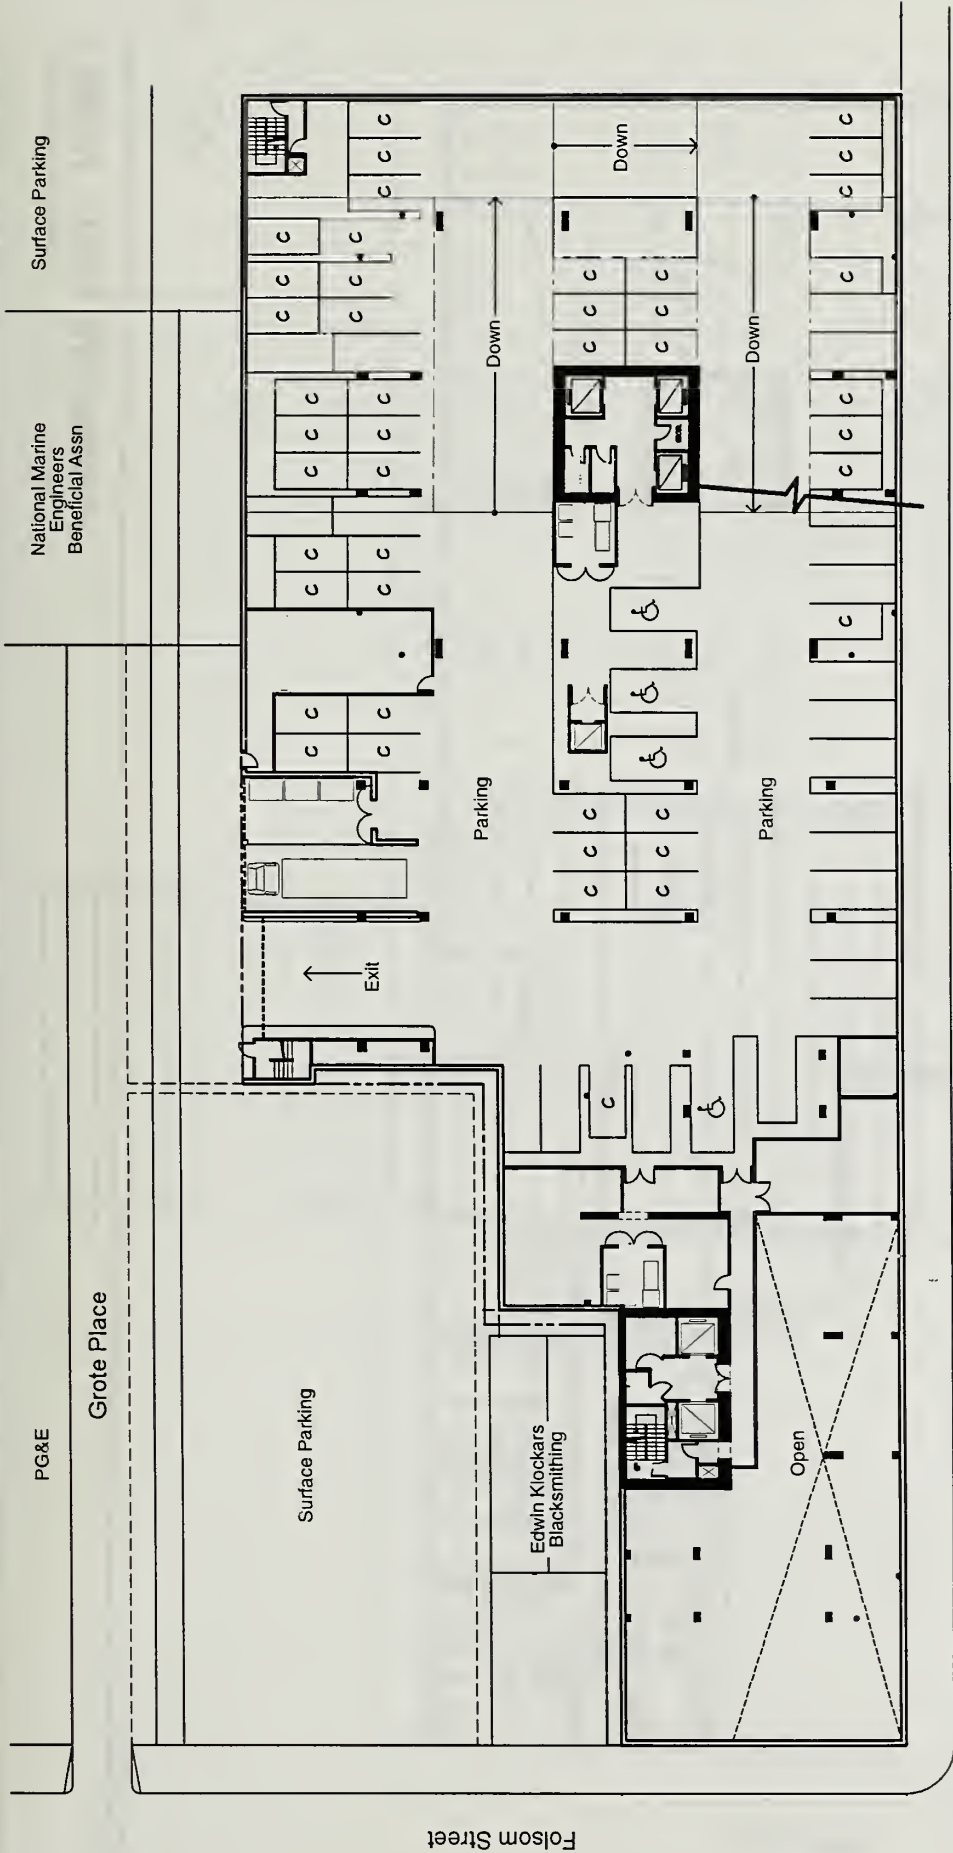 PG&E
National Marine
Engineers
Beneficial Assn
Surface Parking
Grote Place
Surface Parking
C C C
C C C C C C C
C C C
Exit
C C C C C C C C C C
Parking
Down
Edwin Klockars
Blacksmithing
C C C C C C
C
Down
C C C C C C
Down
Parking
Open
C C C C C C C C
Folsom Street